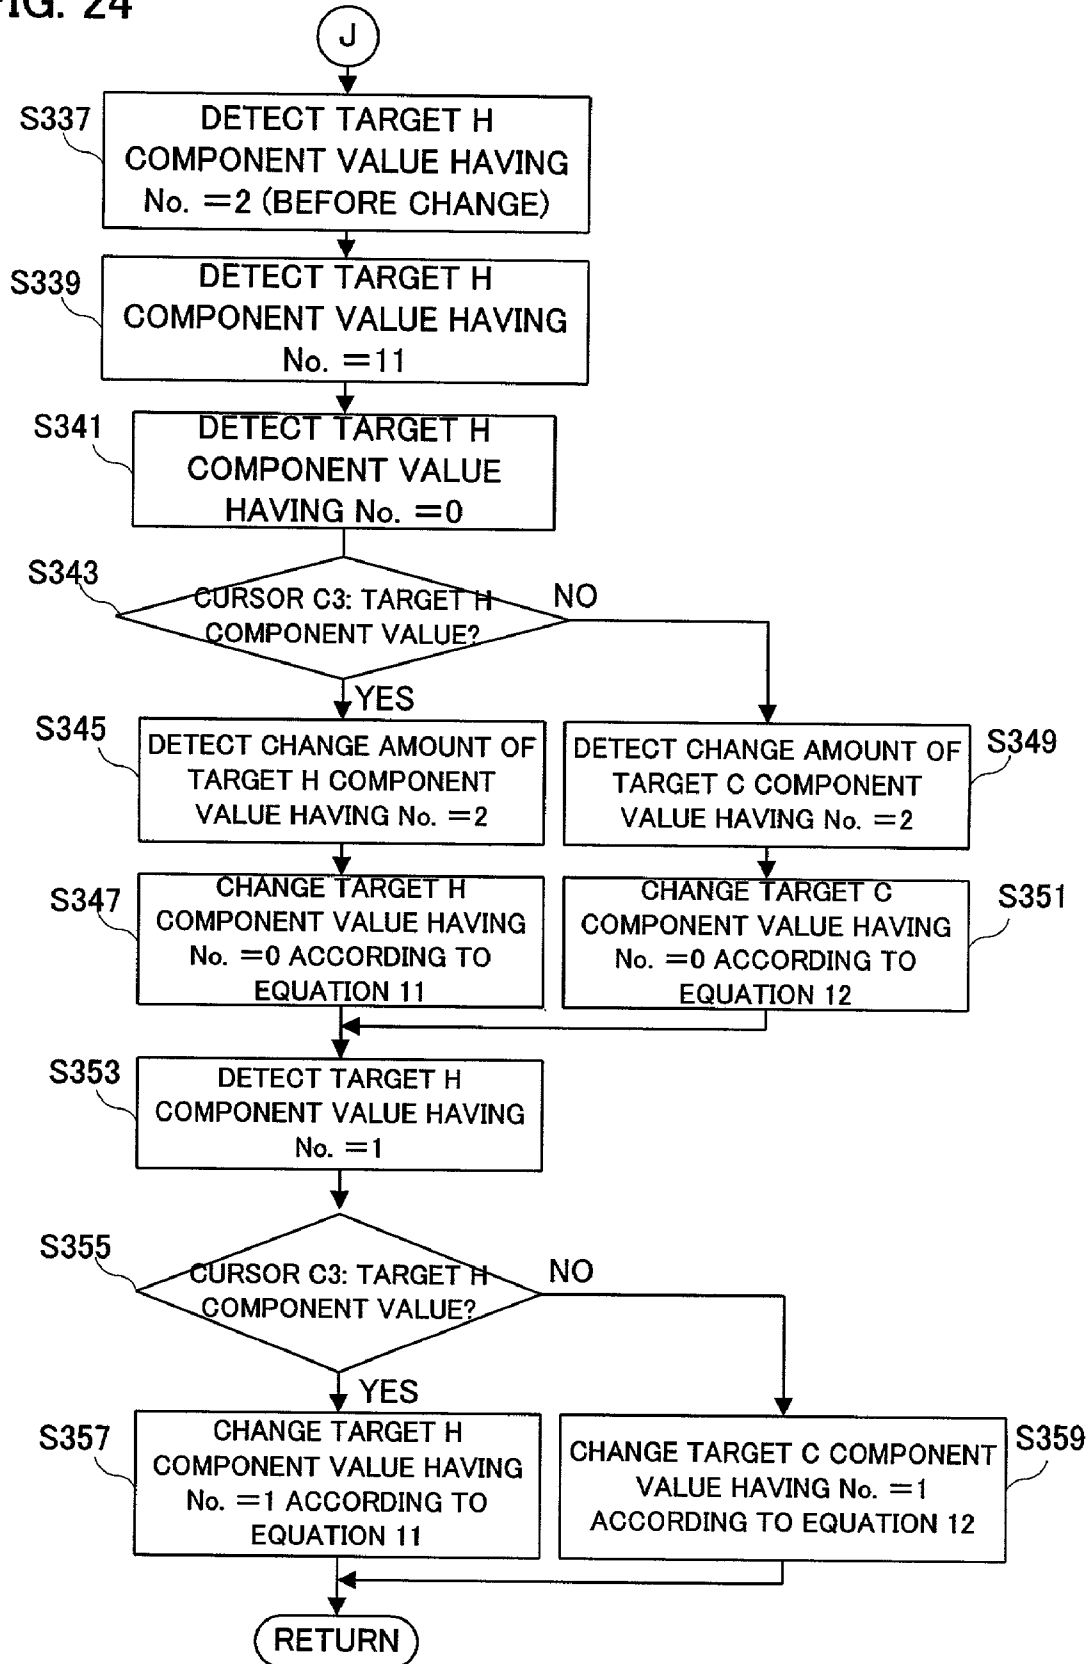 FIG. 24
J
S337
DETECT TARGET H
COMPONENT VALUE HAVING
No. =2 (BEFORE CHANGE)
S339
DETECT TARGET H
COMPONENT VALUE HAVING
No. =11
S341
DETECT TARGET H
COMPONENT VALUE
HAVING No. =0
S343
CURSOR C3: TARGET H
COMPONENT VALUE?
NO
YES
S345
DETECT CHANGE AMOUNT OF
TARGET H COMPONENT
VALUE HAVING No. =2
DETECT CHANGE AMOUNT OF
TARGET C COMPONENT
VALUE HAVING No. =2
S349
S347
CHANGE TARGET H
COMPONENT VALUE HAVING
No. =0 ACCORDING TO
EQUATION 11
CHANGE TARGET C
COMPONENT VALUE HAVING
No. =0 ACCORDING TO
EQUATION 12
S351
S353
DETECT TARGET H
COMPONENT VALUE HAVING
No. =1
S355
CURSOR C3: TARGET H
COMPONENT VALUE?
NO
YES
S357
CHANGE TARGET H
COMPONENT VALUE HAVING
No. =1 ACCORDING TO
EQUATION 11
CHANGE TARGET C COMPONENT
VALUE HAVING No. =1
ACCORDING TO EQUATION 12
S359
RETURN